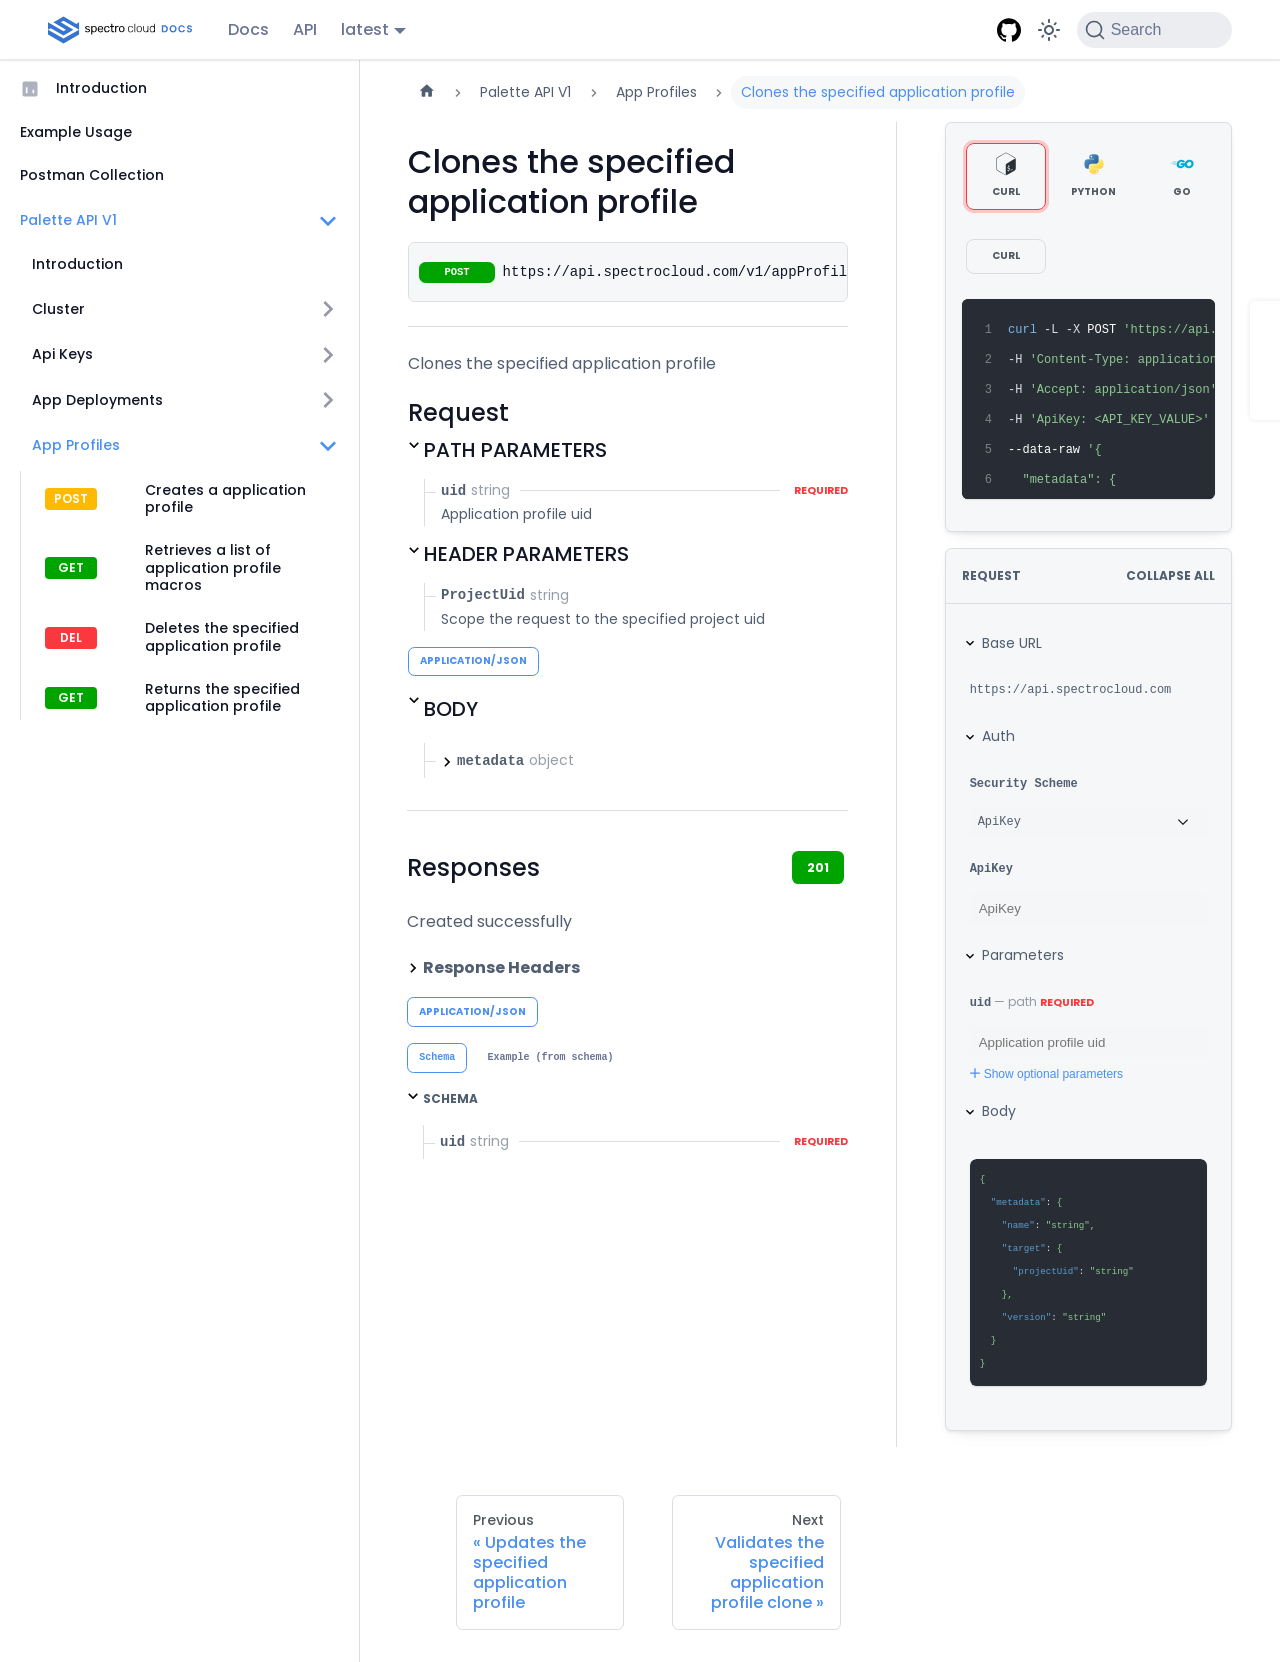 spectro cloud DOCS
Docs
API
latest
Search
Introduction
Example Usage
Postman Collection
Palette API V1
Introduction
Cluster
Api Keys
App Deployments
App Profiles
POST
Creates a application
profile
GET
Retrieves a list of
application profile
macros
DEL
Deletes the specified
application profile
GET
Returns the specified
application profile
Palette API V1
App Profiles
Clones the specified application profile
Clones the specified
application profile
POST https://api.spectrocloud.com/v1/appProfil
Clones the specified application profile
Request
PATH PARAMETERS
uid string REQUIRED
Application profile uid
HEADER PARAMETERS
ProjectUid string
Scope the request to the specified project uid
APPLICATION/JSON
BODY
metadata object
Responses
201
Created successfully
Response Headers
APPLICATION/JSON
Schema
Example (from schema)
SCHEMA
uid string REQUIRED
CURL
PYTHON
GO
CURL
1 curl -L -X POST 'https://api.
2 -H 'Content-Type: application
3 -H 'Accept: application/json'
4 -H 'ApiKey: <API_KEY_VALUE>'
5 --data-raw '{
6 "metadata": {
REQUEST
COLLAPSE ALL
Base URL
https://api.spectrocloud.com
Auth
Security Scheme
ApiKey
ApiKey
ApiKey
Parameters
uid — path REQUIRED
Application profile uid
Show optional parameters
Body
{
"metadata": {
"name": "string",
"target": {
"projectUid": "string"
},
"version": "string"
}
}
Previous
« Updates the
specified
application
profile
Next
Validates the
specified
application
profile clone »